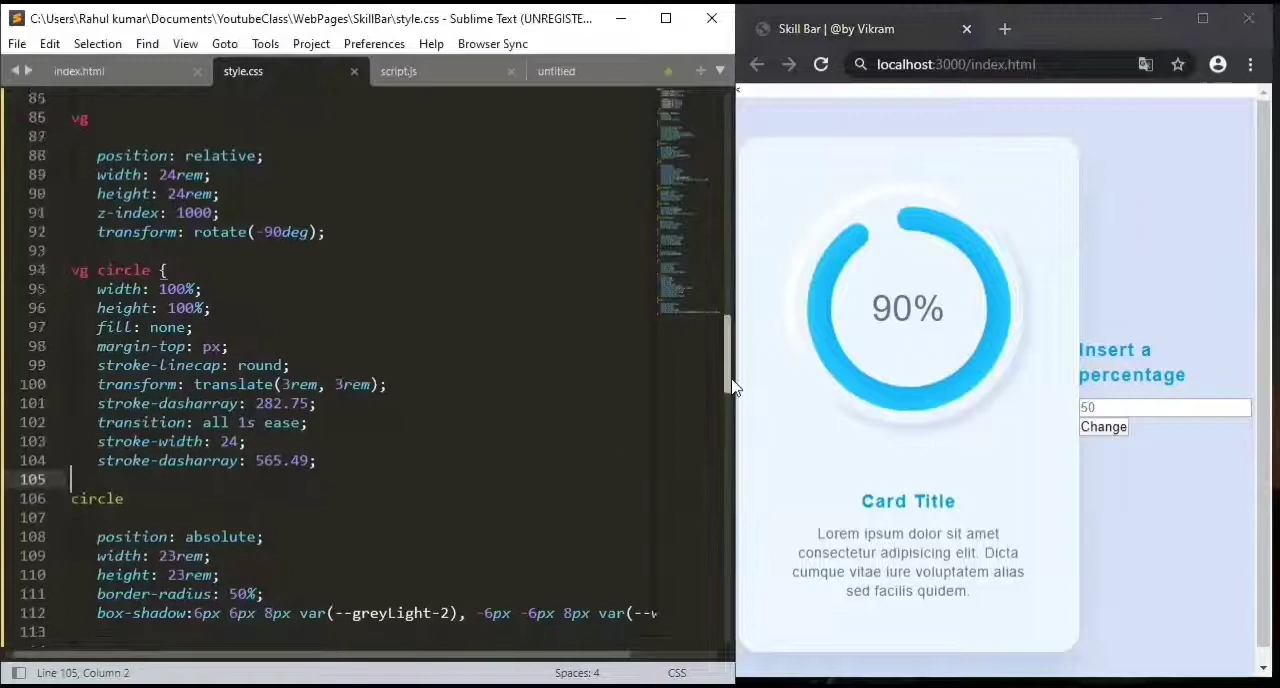 C:\Users\Rahul kumar\Documents\YoutubeClass\WebPages\SkillBar\style.css - Sublime Text (UNREGISTE...
File Edit Selection Find View Goto Tools Project Preferences Help Browser Sync
index.html style.css script.js untitled
85
86 vg
87
88 position: relative;
89 width: 24rem;
90 height: 24rem;
91 z-index: 1000;
92 transform: rotate(-90deg);
93
94 vg circle {
95 width: 100%;
96 height: 100%;
97 fill: none;
98 margin-top: px;
99 stroke-linecap: round;
100 transform: translate(3rem, 3rem);
101 stroke-dasharray: 282.75;
102 transition: all 1s ease;
103 stroke-width: 24;
104 stroke-dasharray: 565.49;
105
106 circle
107
108 position: absolute;
109 width: 23rem;
110 height: 23rem;
111 border-radius: 50%;
112 box-shadow:6px 6px 8px var(--greyLight-2), -6px -6px 8px var(--w
113
Line 105, Column 2 Spaces: 4 CSS
Skill Bar | @by Vikram
localhost:3000/index.html
<
90%
Insert a
percentage
50
Change
Card Title
Lorem ipsum dolor sit amet
consectetur adipisicing elit. Dicta
cumque vitae iure voluptatem alias
sed facilis quidem.